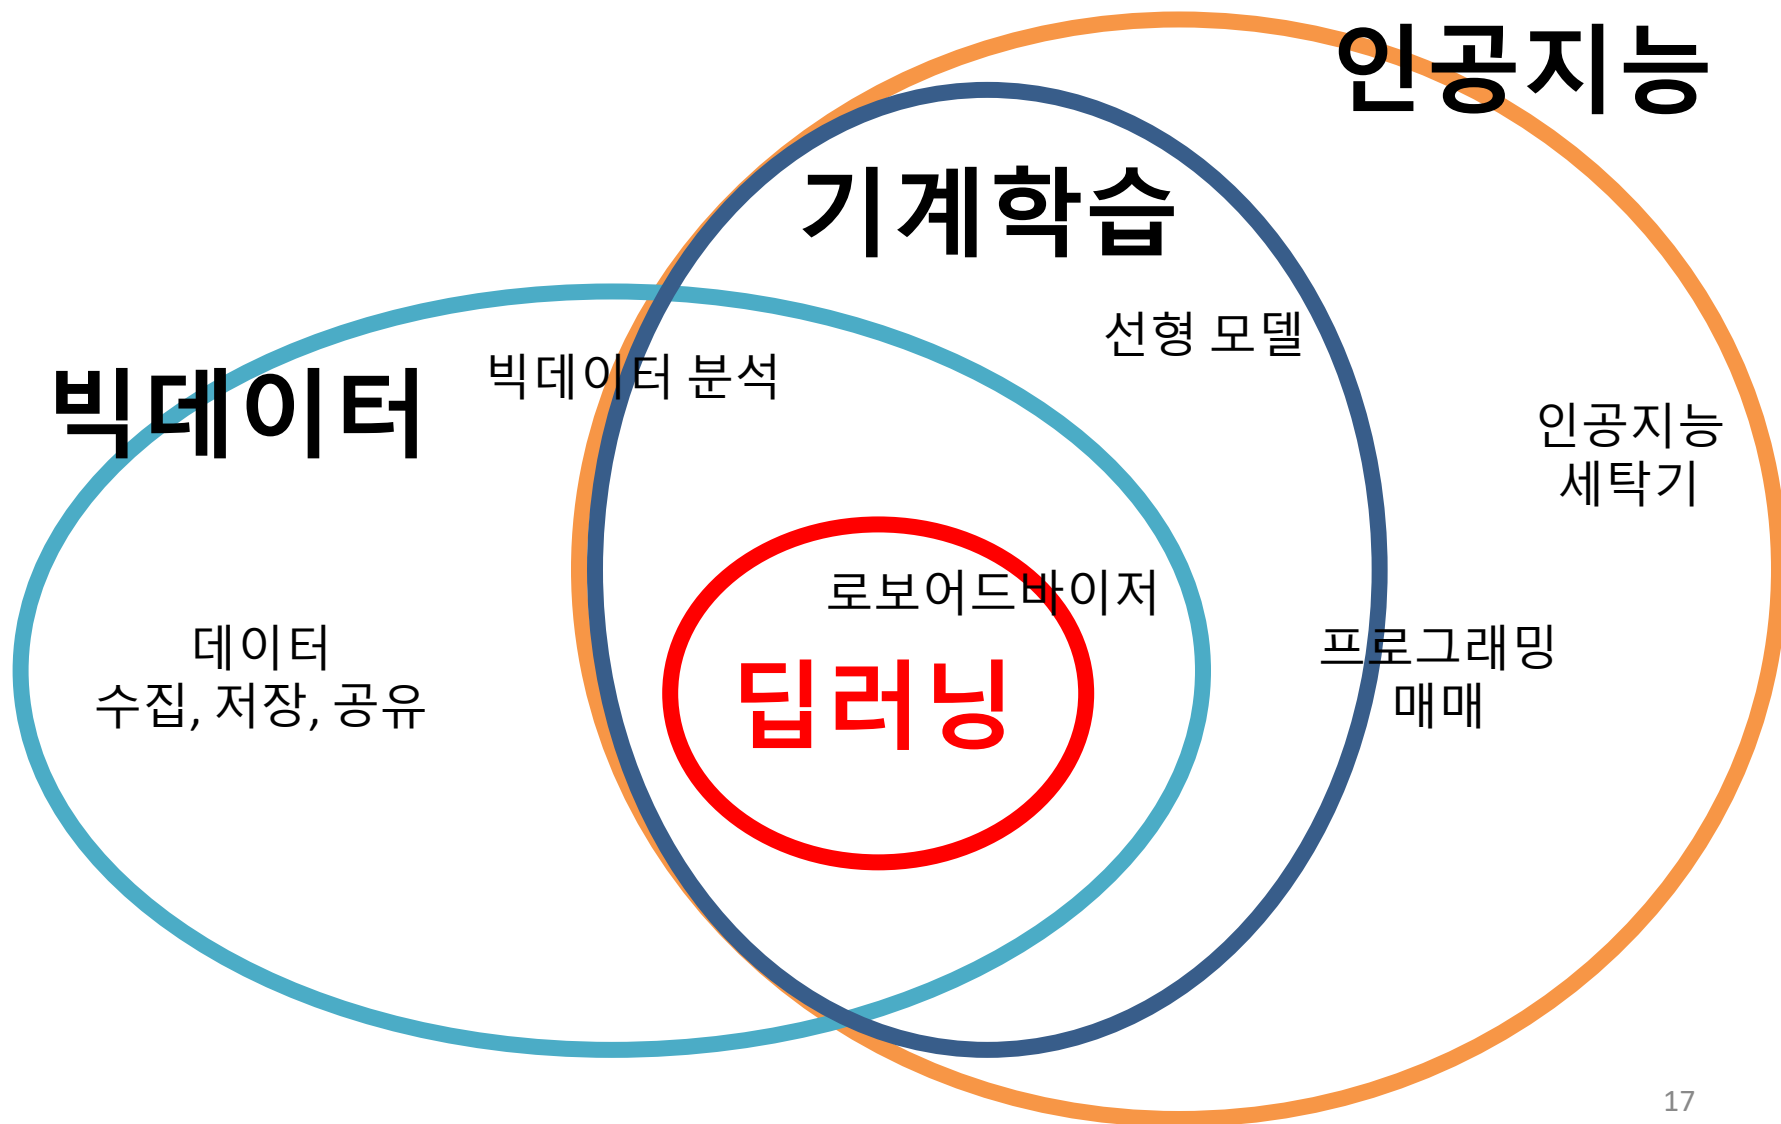 인공지능
기계학습
선형 모델
빅데이터 분석
빅데이터
인공지능
세탁기
로보어드바이저
데이터
수집, 저장, 공유
딥러닝
프로그래밍
매매
17